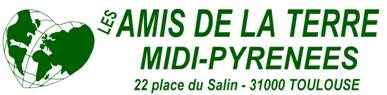 LES AMIS DE LA TERRE
MIDI-PYRENEES
22 place du Salin - 31000 TOULOUSE